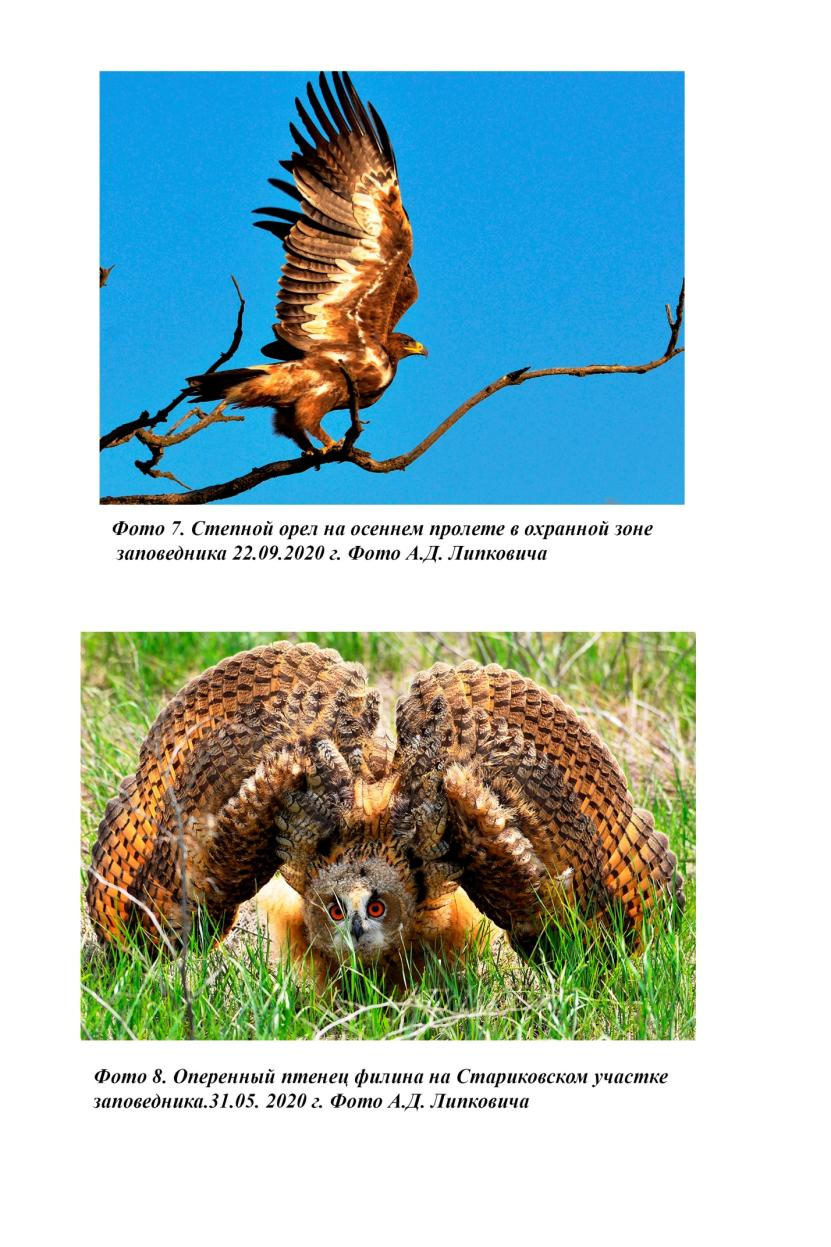 Фото 7. Степной орел на осеннем пролете в охранной зоне
заповедника 22.09.2020 г. Фото А.Д. Липковича
Фото 8. Оперенный птенец филина на Стариковском участке
заповедника.31.05. 2020 г. Фото А.Д. Липковича